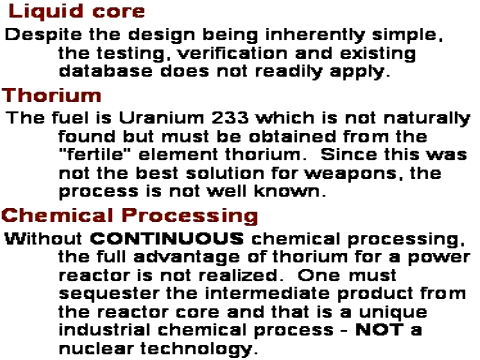 Liquid core
Despite the design being inherently simple,
the testing, verification and existing
database does not readily apply.
Thorium
The fuel is Uranium 233 which is not naturally
found but must be obtained from the
"fertile" element thorium. Since this was
not the best solution for weapons, the
process is not well known.
Chemical Processing
Without CONTINUOUS chemical processing,
the full advantage of thorium for a power
reactor is not realized. One must
sequester the intermediate product from
the reactor core and that is a unique
industrial chemical process - NOT a
nuclear technology.